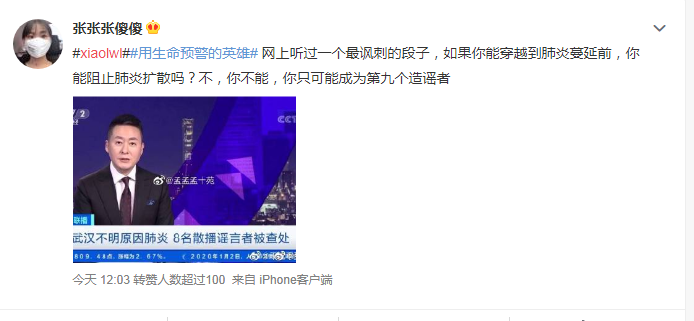 张张张傻傻
#xiaolwl##用生命预警的英雄# 网上听过一个最讽刺的段子，如果你能穿越到肺炎蔓延前，你
能阻止肺炎扩散吗？不，你不能，你只可能成为第九个造谣者
2
CC
@孟孟孟十苑
联播
武汉不明原因肺炎 8名散播谣言者被查处
809. 48点, 涨幅为2. 67%. 2020年1月2日,
今天 12:03 转赞人数超过100 来自 iPhone客户端